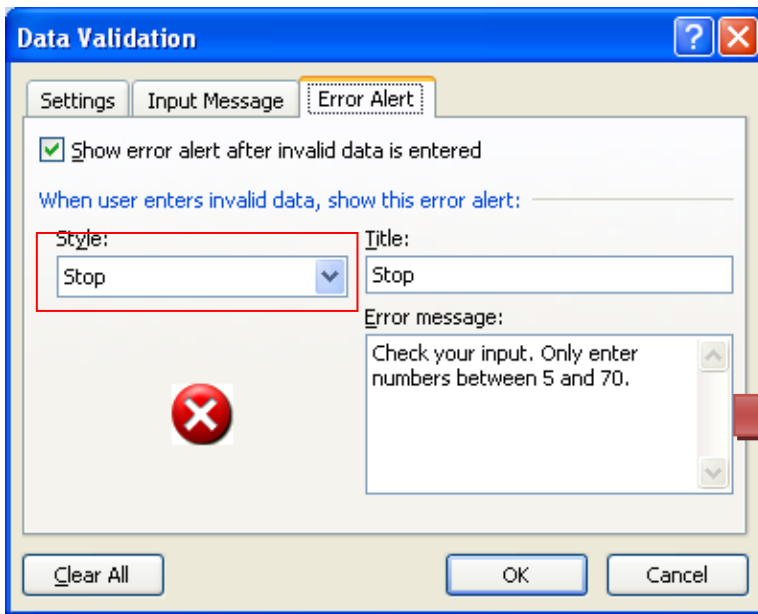 Data Validation
Settings Input Message Error Alert
Show error alert after invalid data is entered
When user enters invalid data, show this error alert:
Style: Title:
Stop Stop
Error message:
Check your input. Only enter
numbers between 5 and 70.
Clear All OK Cancel